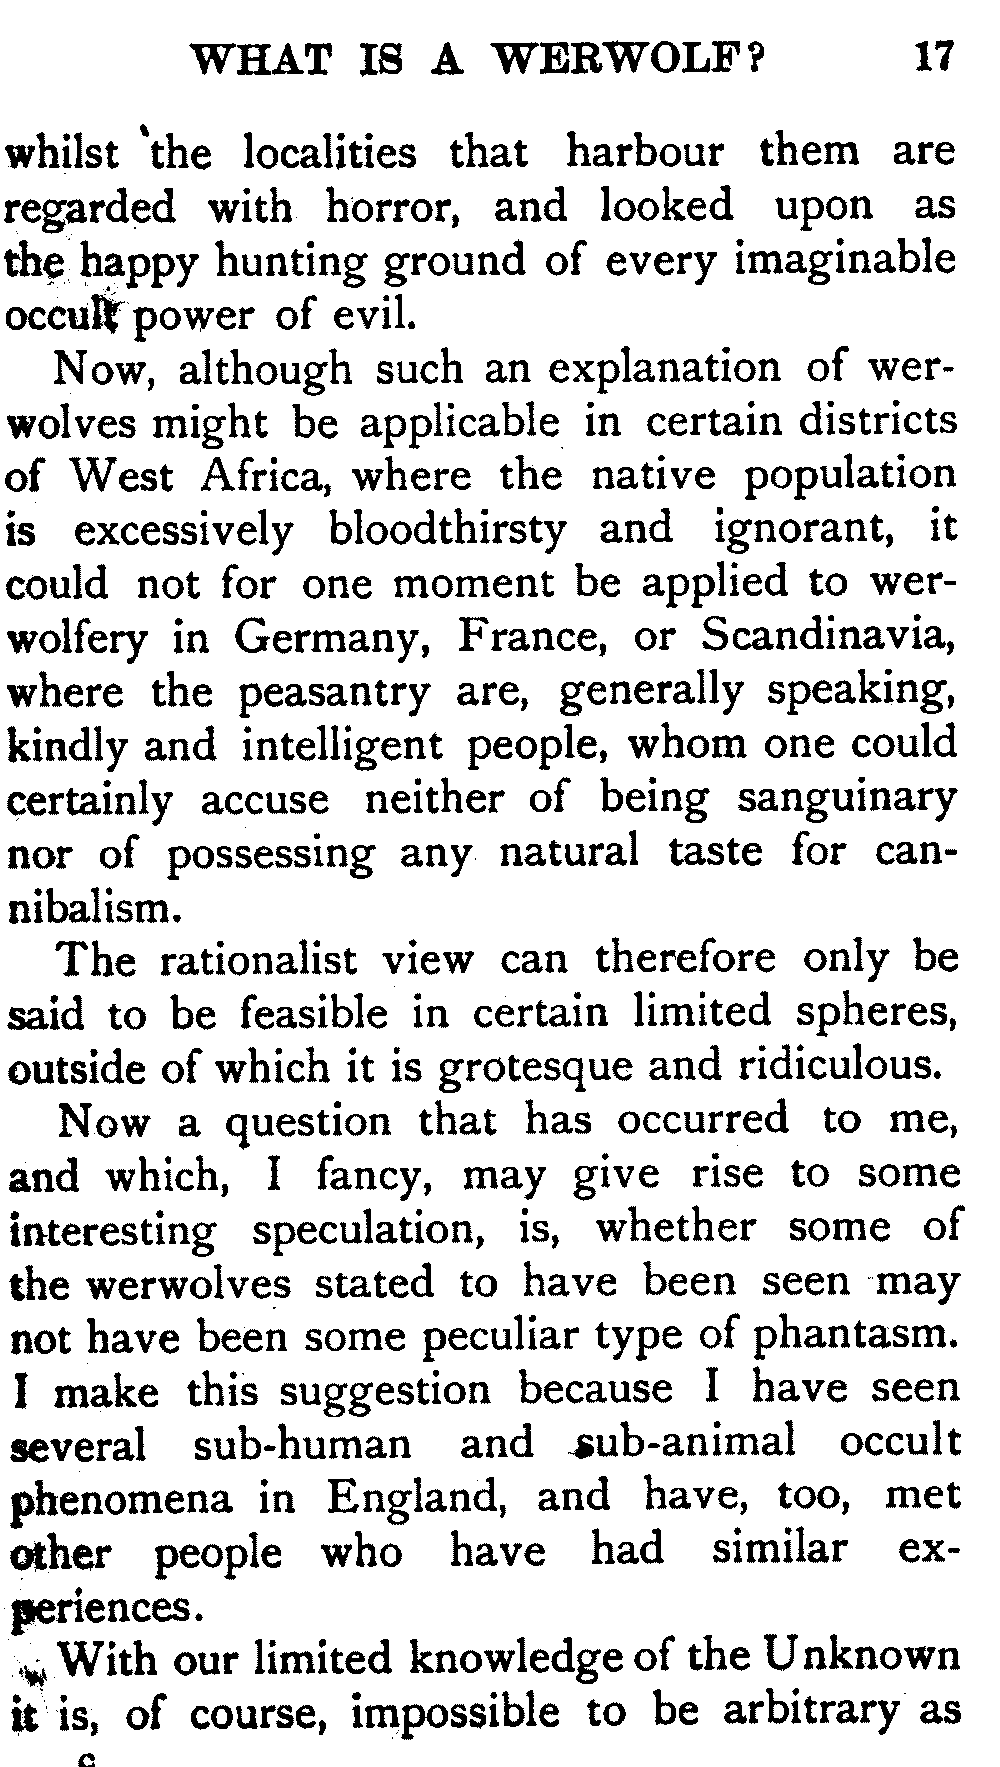 WHAT IS A WERWOLF? 17
whilst the localities that harbour them are
regarded with horror, and looked upon as
the happy hunting ground of every imaginable
occult power of evil.
Now, although such an explanation of wer-
wolves might be applicable in certain districts
of West Africa, where the native population
is excessively bloodthirsty and ignorant, it
could not for one moment be applied to wer-
wolfery in Germany, France, or Scandinavia,
where the peasantry are, generally speaking,
kindly and intelligent people, whom one could
certainly accuse neither of being sanguinary
nor of possessing any natural taste for can-
nibalism.
The rationalist view can therefore only be
said to be feasible in certain limited spheres,
outside of which it is grotesque and ridiculous.
Now a question that has occurred to me,
and which, I fancy, may give rise to some
interesting speculation, is, whether some of
the werwolves stated to have been seen may
not have been some peculiar type of phantasm.
I make this suggestion because I have seen
several sub-human and sub-animal occult
phenomena in England, and have, too, met
other people who have had similar ex-
periences.
With our limited knowledge of the Unknown
it is, of course, impossible to be arbitrary as
C